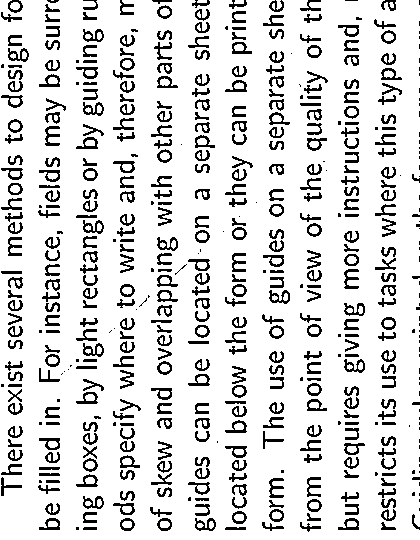 There exist several methods to design fo
be filled in. For instance, fields may be surro
ing boxes, by light rectangles or by guiding ru
ods specify where to write and, therefore, m
of skew and overlapping with other parts of
guides can be located on a separate sheet
located below the form or they can be print
form. The use of guides on a separate she
from the point of view of the quality of th
but requires giving more instructions and,
restricts its use to tasks where this type of a